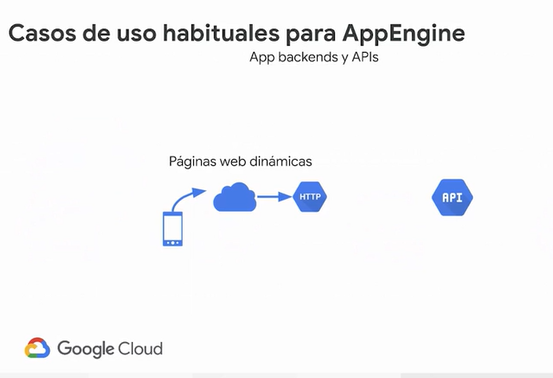 Casos de uso habituales para AppEngine
App backends y APIs
Páginas web dinámicas
HTTP
API
Google Cloud